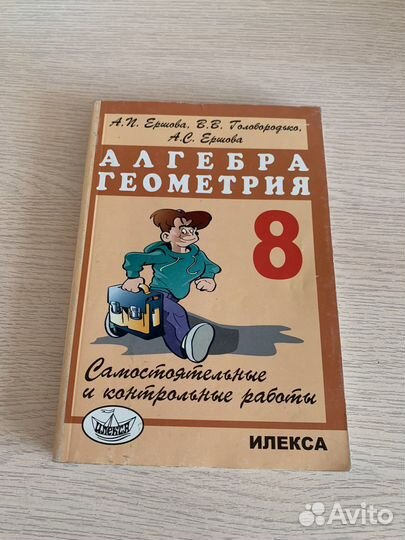 А.П. Ершова, В.В. Голобородько,
А.С. Ершова
АЛГЕБРА
ГЕОМЕТРИЯ
8
Самостоятельные
и контрольные работы
ИЛЕКСА
ИЛЕКСА
Avito